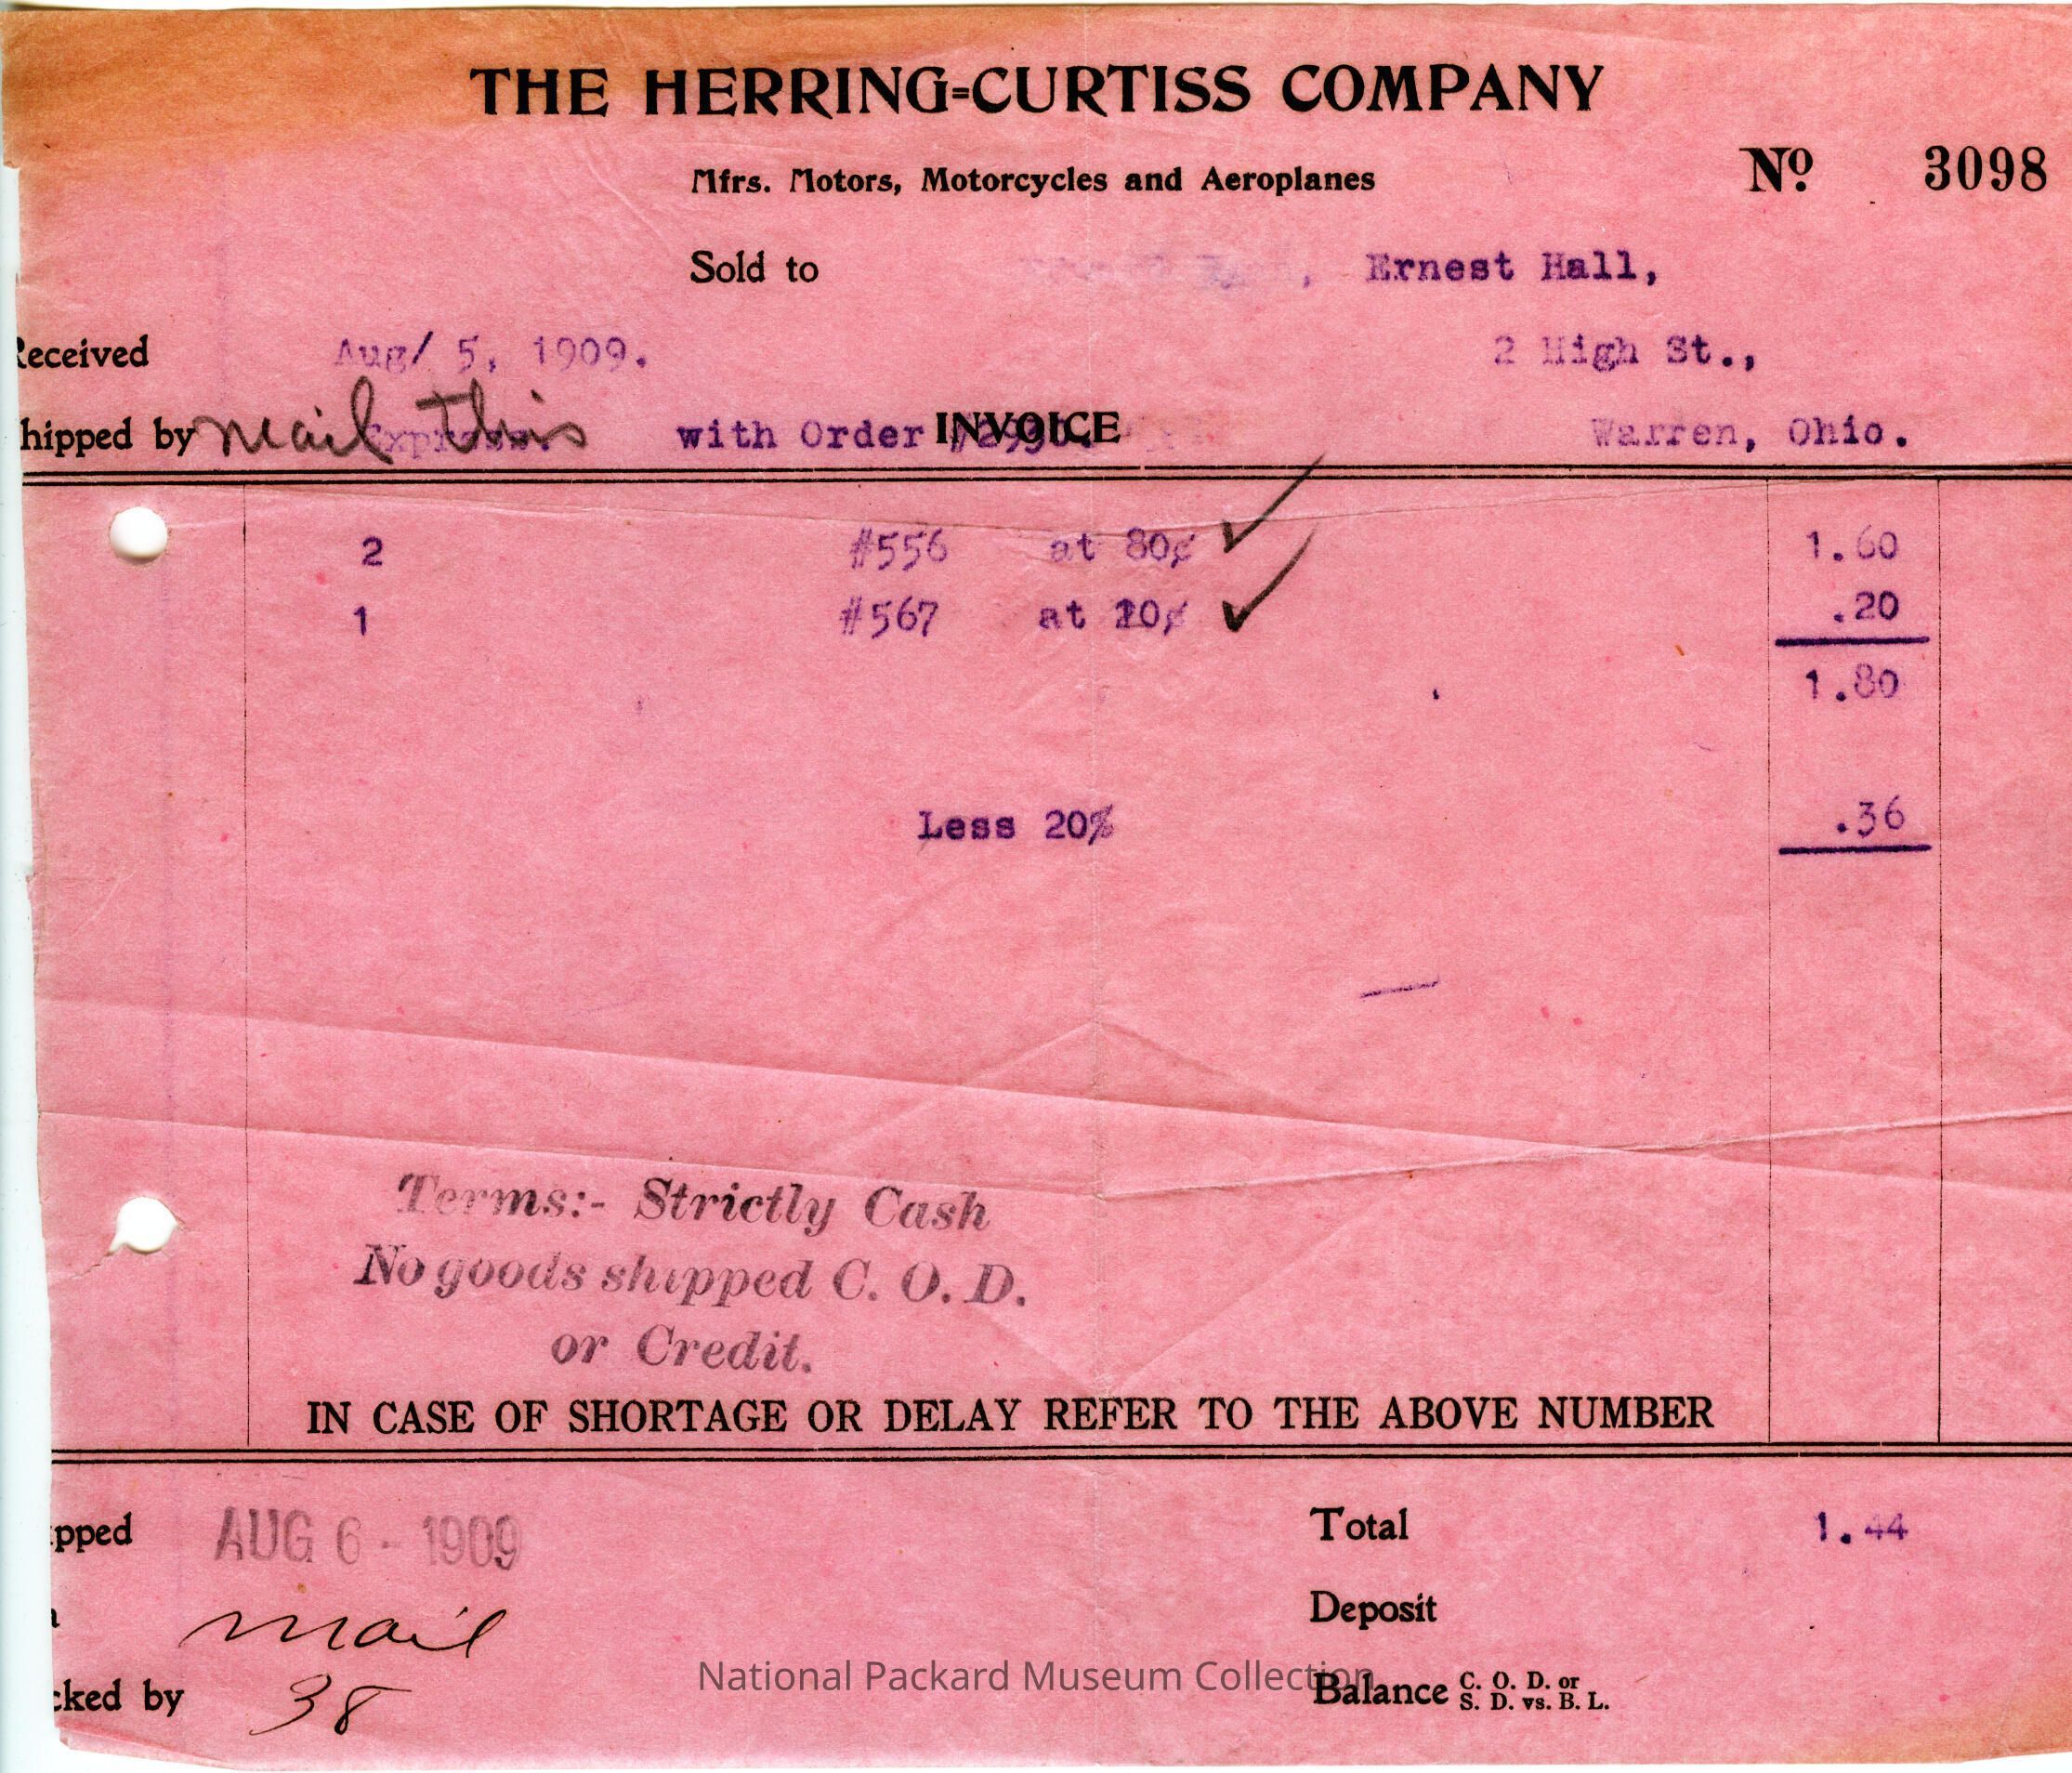 THE HERRING=CURTISS COMPANY
Mfrs. Motors, Motorcycles and Aeroplanes
No. 3098
Sold to Ernest Hall,
Received Aug/ 5, 1909. 2 High St.,
hipped by mail this Express. with Order INVOICE Warren, Ohio.
2 #556 at 80¢ 1.60
1 #567 at 20¢ .20
1.80
Less 20% .36
Terms:- Strictly Cash
No goods shipped C. O. D.
or Credit.
IN CASE OF SHORTAGE OR DELAY REFER TO THE ABOVE NUMBER
pped AUG 6 - 1909 Total 1.44
mail Deposit
cked by 38 Balance C. O. D. or S. D. vs. B. L.
National Packard Museum Collection